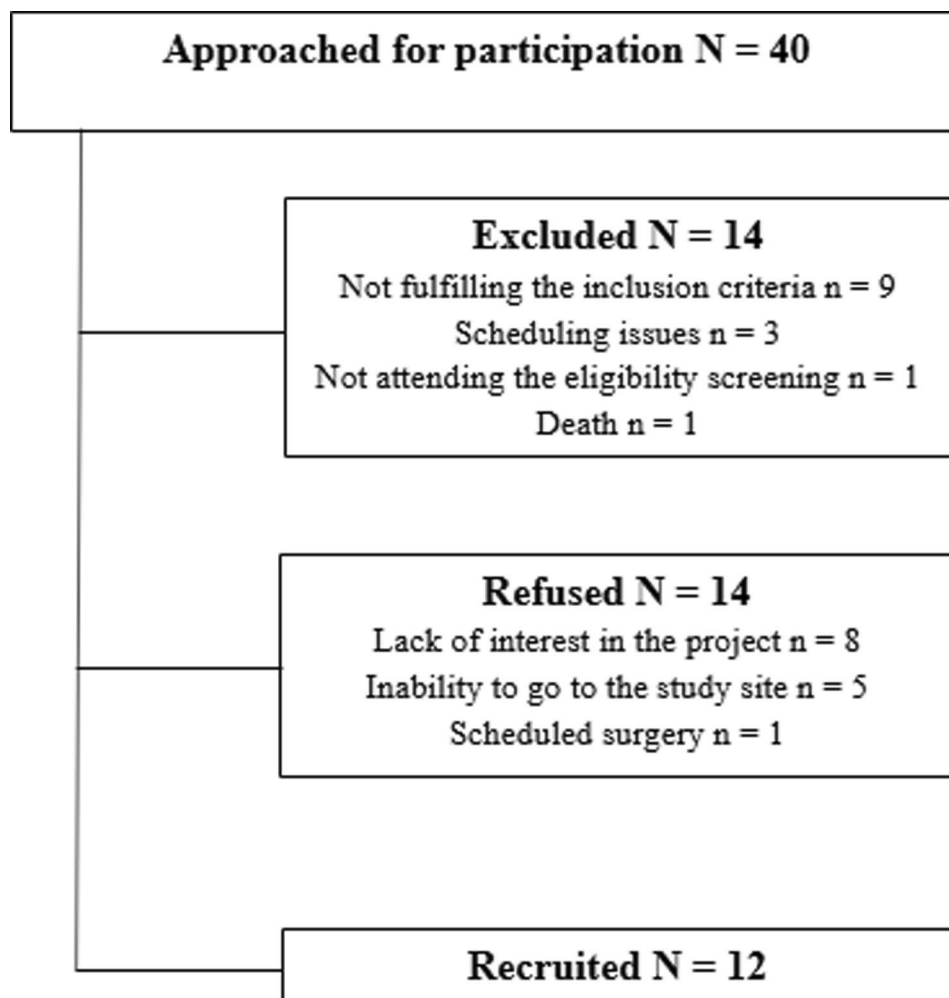 Approached for participation N = 40
Excluded N = 14
Not fulfilling the inclusion criteria n = 9
Scheduling issues n = 3
Not attending the eligibility screening n = 1
Death n = 1
Refused N = 14
Lack of interest in the project n = 8
Inability to go to the study site n = 5
Scheduled surgery n = 1
Recruited N = 12